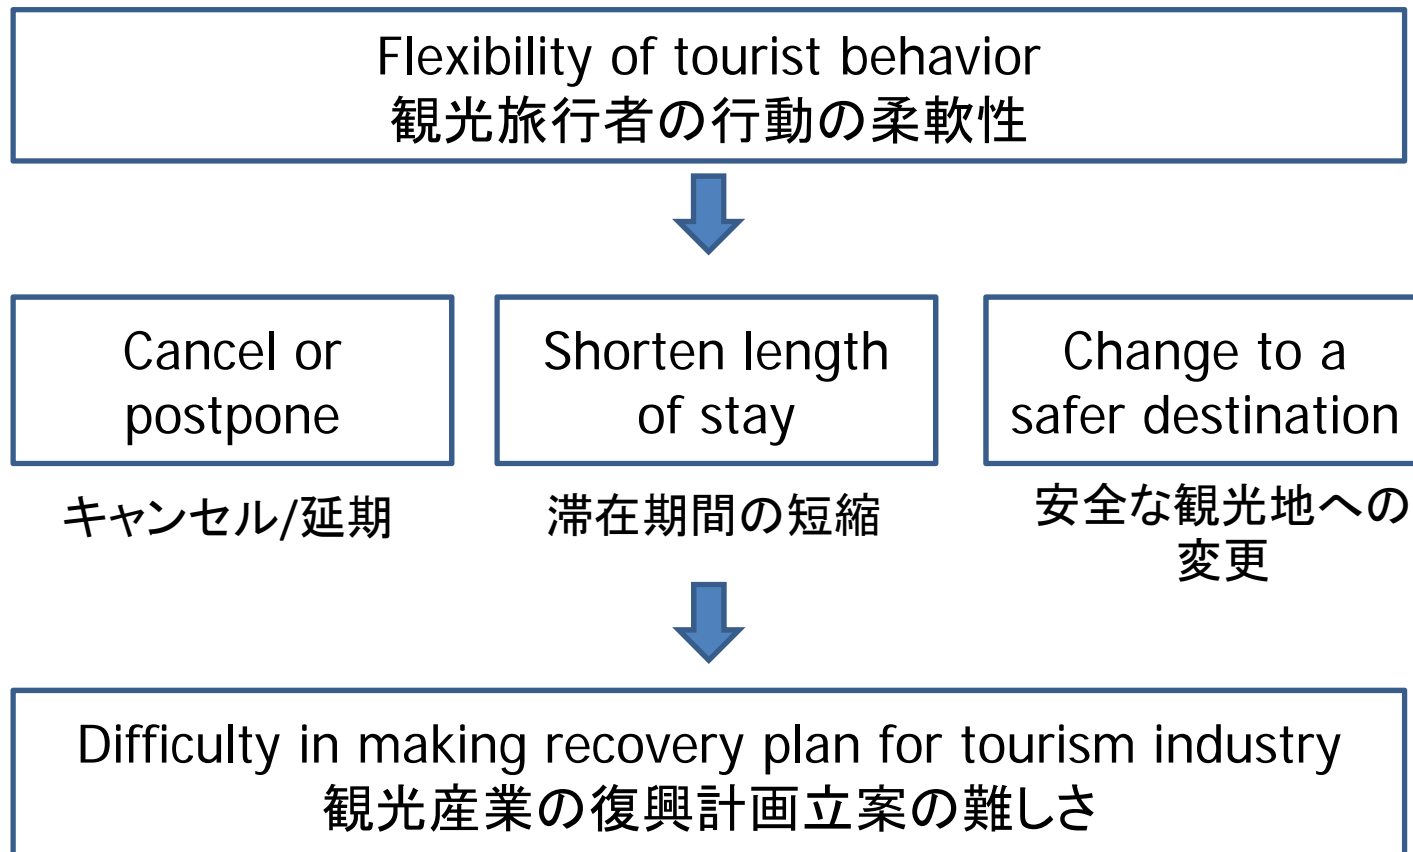 Flexibility of tourist behavior
観光旅行者の行動の柔軟性
Cancel or
postpone
Shorten length
of stay
Change to a
safer destination
キャンセル/延期
滞在期間の短縮
安全な観光地への
変更
Difficulty in making recovery plan for tourism industry
観光産業の復興計画立案の難しさ